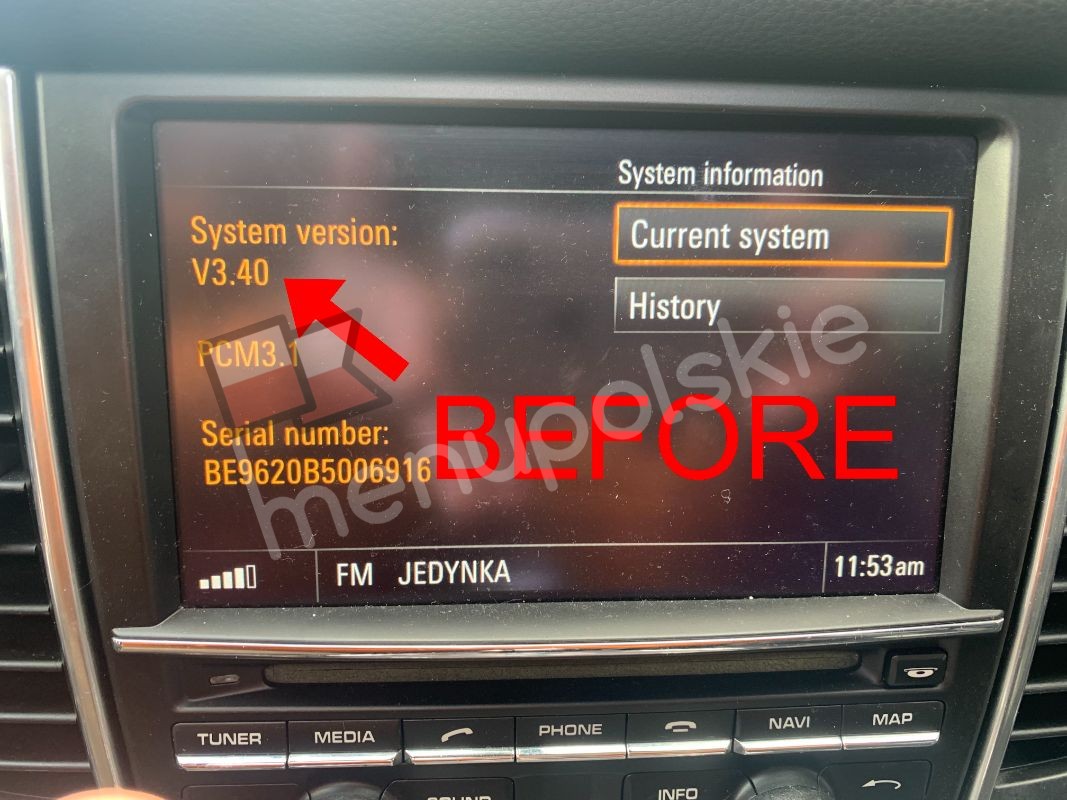 System information
System version:
V3.40
Current system
History
PCM3.1
Serial number:
BE9620B5006916
menupolskie
BEFORE
FM JEDYNKA
11:53am
TUNER
MEDIA
PHONE
NAVI
MAP
SOUND
INFO